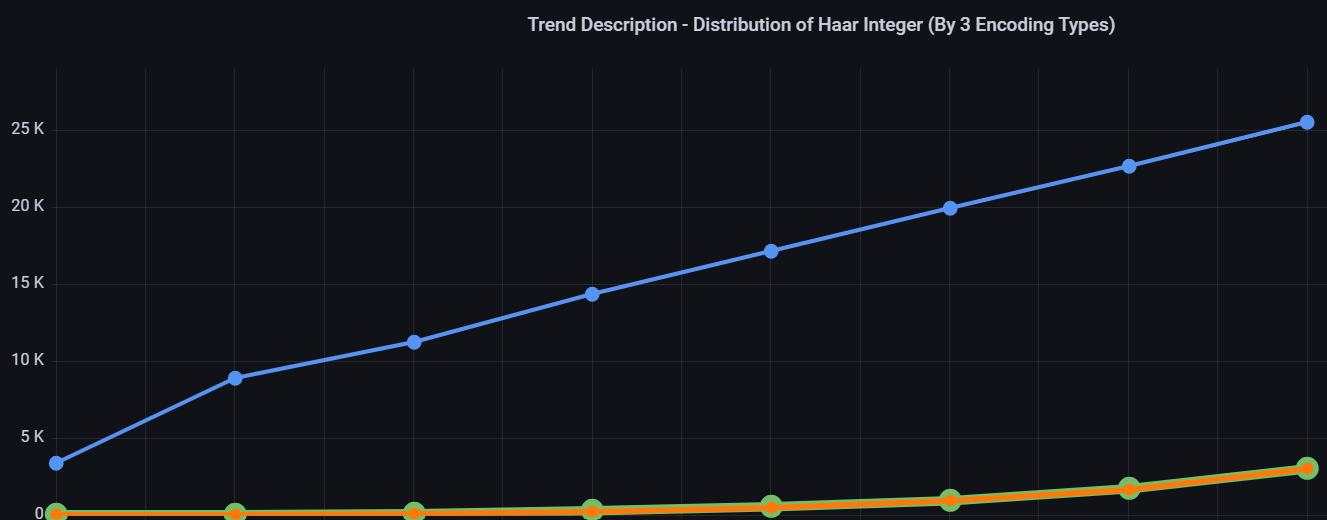 Trend Description - Distribution of Haar Integer (By 3 Encoding Types)
25 K
20 K
15 K
10 K
5 K
0